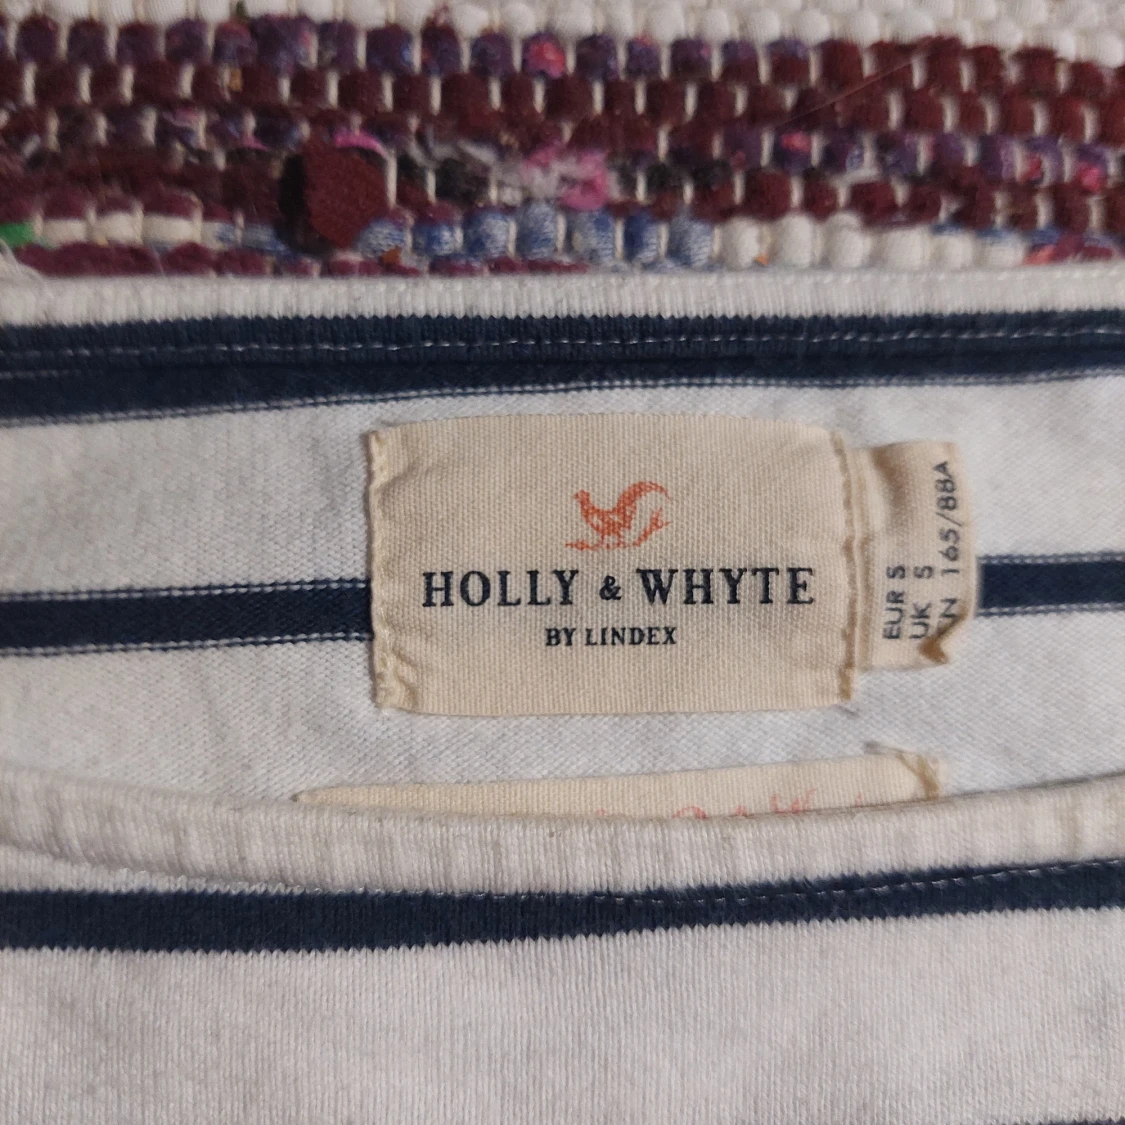 HOLLY & WHYTE
BY LINDEX
EUR S
UK S
CN 165/88A